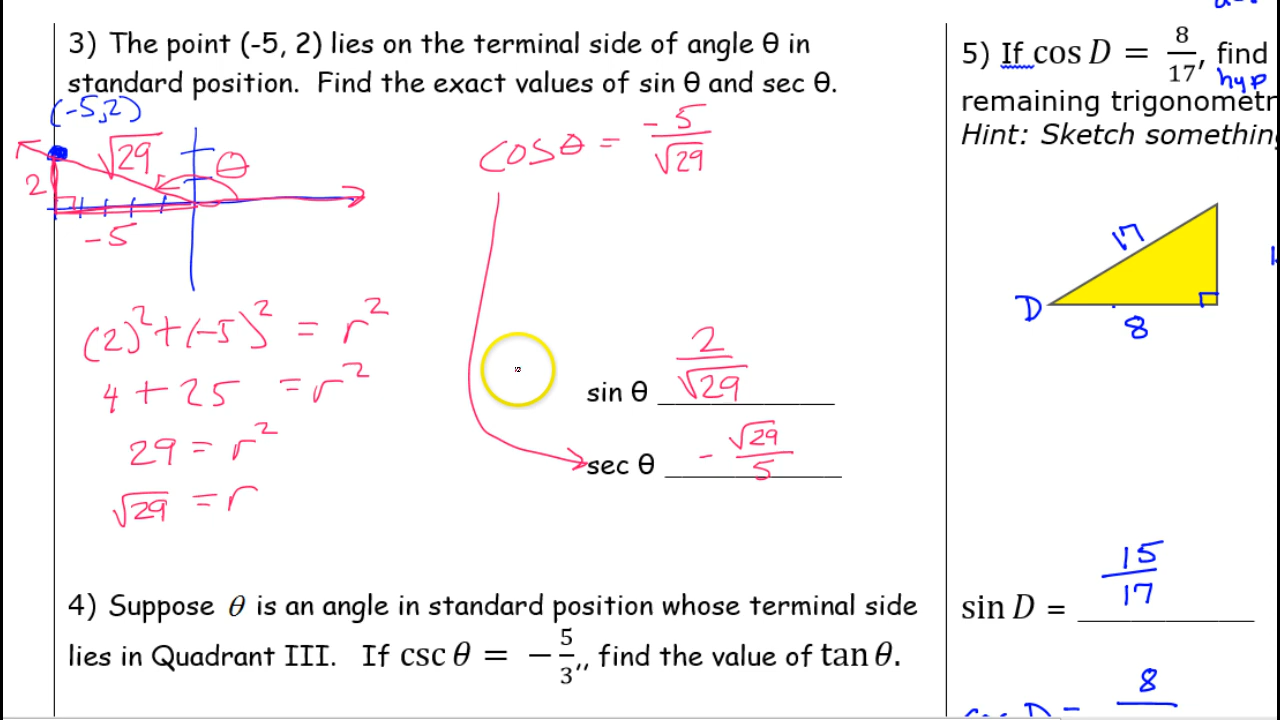 3) The point (-5, 2) lies on the terminal side of angle θ in
standard position. Find the exact values of sin θ and sec θ.
(-5,2)
√29
θ
2
-5
cosθ = -5/√29
(2)² + (-5)² = r²
4 + 25 = r²
29 = r²
√29 = r
sin θ 2/√29
sec θ -√29/5
4) Suppose θ is an angle in standard position whose terminal side
lies in Quadrant III. If csc θ = -5/3,, find the value of tan θ.
5) If cos D = 8/17, find
hyp
remaining trigonometr
Hint: Sketch something
17
D
8
sin D = 15/17
cos D = 8